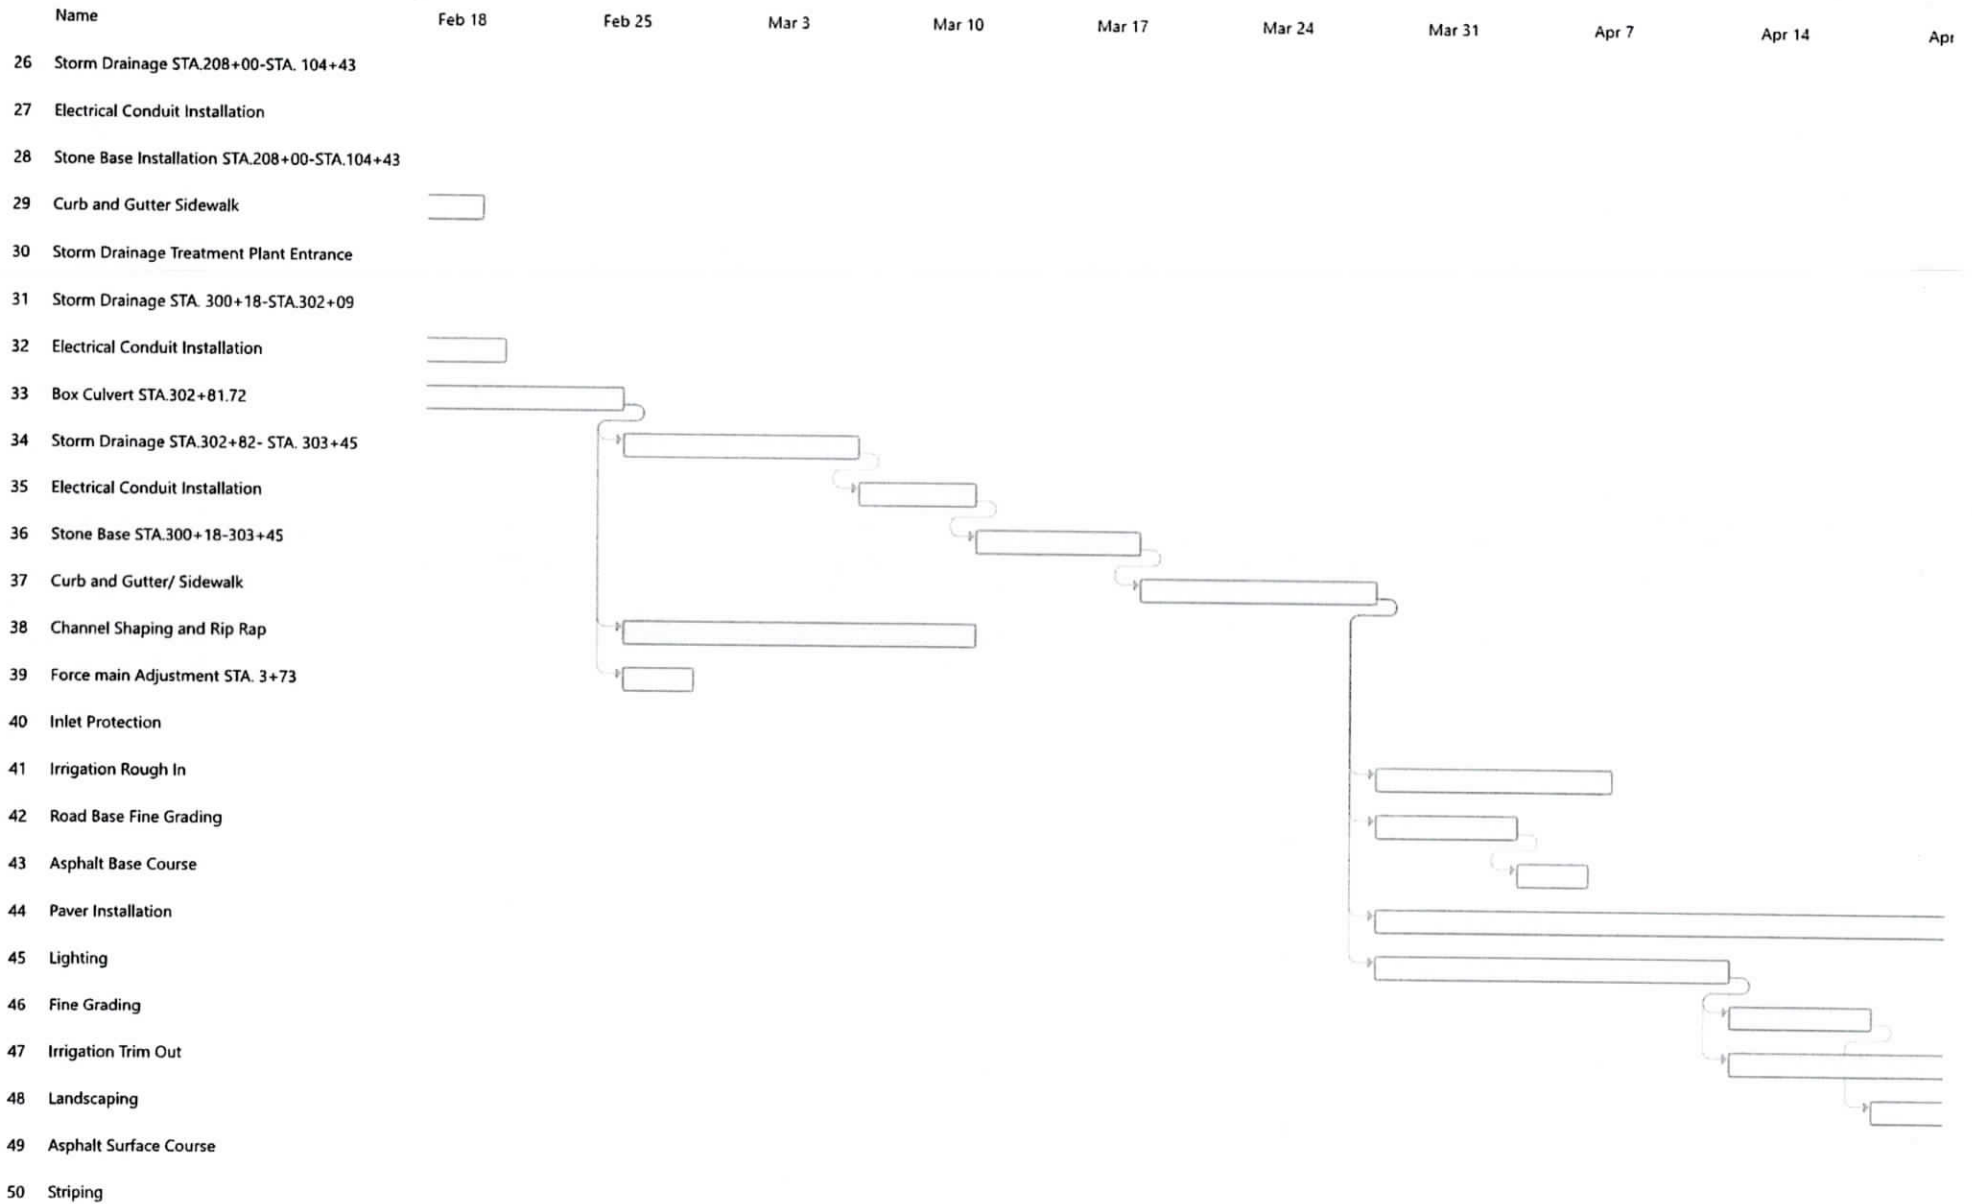 Name Feb 18 Feb 25 Mar 3 Mar 10 Mar 17 Mar 24 Mar 31 Apr 7 Apr 14 Apr
26 Storm Drainage STA.208+00-STA. 104+43
27 Electrical Conduit Installation
28 Stone Base Installation STA.208+00-STA.104+43
29 Curb and Gutter Sidewalk
30 Storm Drainage Treatment Plant Entrance
31 Storm Drainage STA. 300+18-STA.302+09
32 Electrical Conduit Installation
33 Box Culvert STA.302+81.72
34 Storm Drainage STA.302+82- STA. 303+45
35 Electrical Conduit Installation
36 Stone Base STA.300+18-303+45
37 Curb and Gutter/ Sidewalk
38 Channel Shaping and Rip Rap
39 Force main Adjustment STA. 3+73
40 Inlet Protection
41 Irrigation Rough In
42 Road Base Fine Grading
43 Asphalt Base Course
44 Paver Installation
45 Lighting
46 Fine Grading
47 Irrigation Trim Out
48 Landscaping
49 Asphalt Surface Course
50 Striping